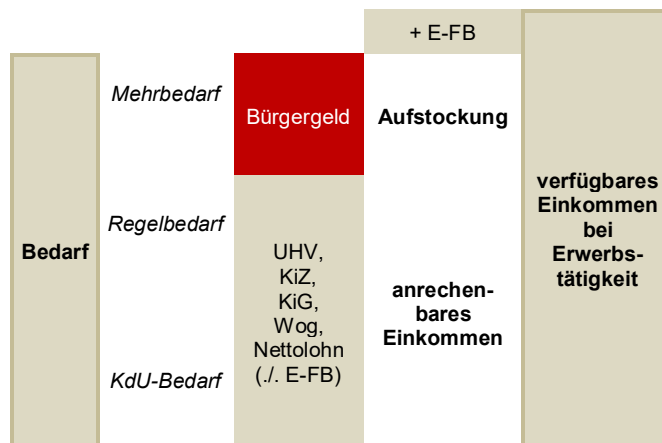 + E-FB
Mehrbedarf
Bürgergeld
Aufstockung
Bedarf
Regelbedarf
UHV,
KiZ,
KiG,
Wog,
Nettolohn
(./. E-FB)
anrechen-
bares
Einkommen
verfügbares
Einkommen
bei
Erwerbs-
tätigkeit
KdU-Bedarf